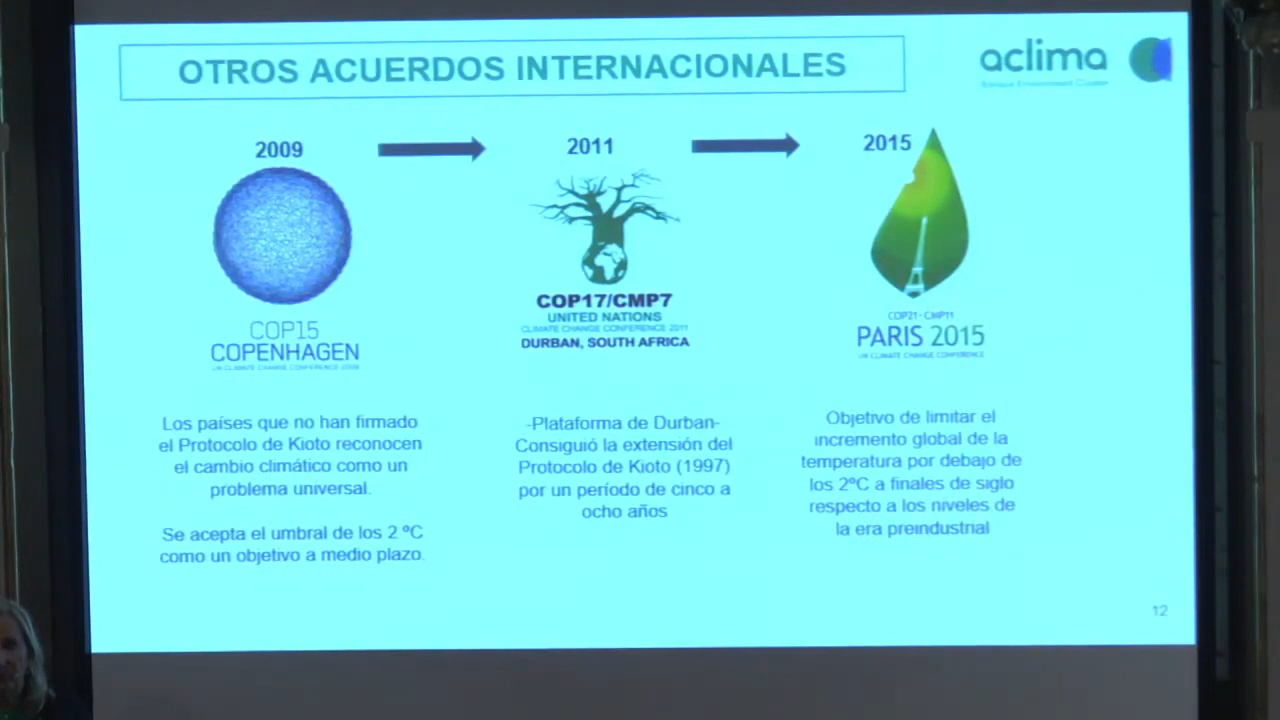 OTROS ACUERDOS INTERNACIONALES
aclima
Basque Environment Cluster
2009
2011
2015
COP15
COPENHAGEN
UN CLIMATE CHANGE CONFERENCE 2009
COP17/CMP7
UNITED NATIONS
CLIMATE CHANGE CONFERENCE 2011
DURBAN, SOUTH AFRICA
COP21 - CMP11
PARIS 2015
UN CLIMATE CHANGE CONFERENCE
Los países que no han firmado
el Protocolo de Kioto reconocen
el cambio climático como un
problema universal.
Se acepta el umbral de los 2 ºC
como un objetivo a medio plazo.
-Plataforma de Durban-
Consiguió la extensión del
Protocolo de Kioto (1997)
por un período de cinco a
ocho años
Objetivo de limitar el
incremento global de la
temperatura por debajo de
los 2ºC a finales de siglo
respecto a los niveles de
la era preindustrial
12